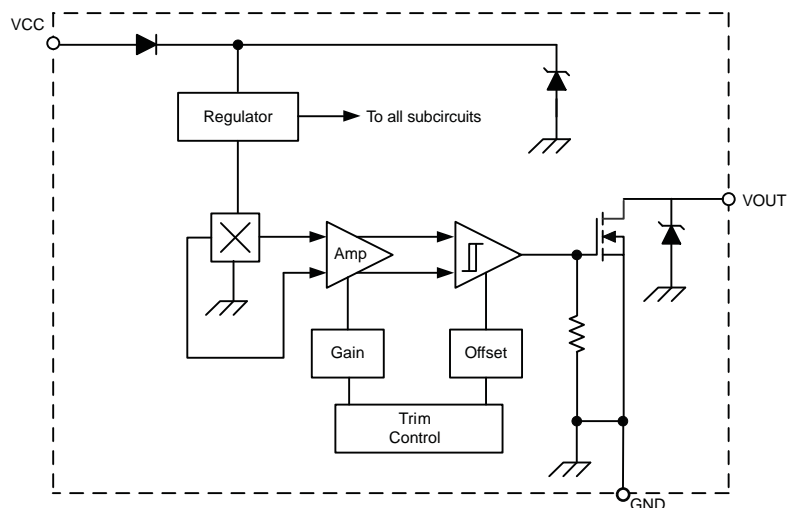 VCC
Regulator
To all subcircuits
VOUT
Amp
Gain
Offset
Trim
Control
GND